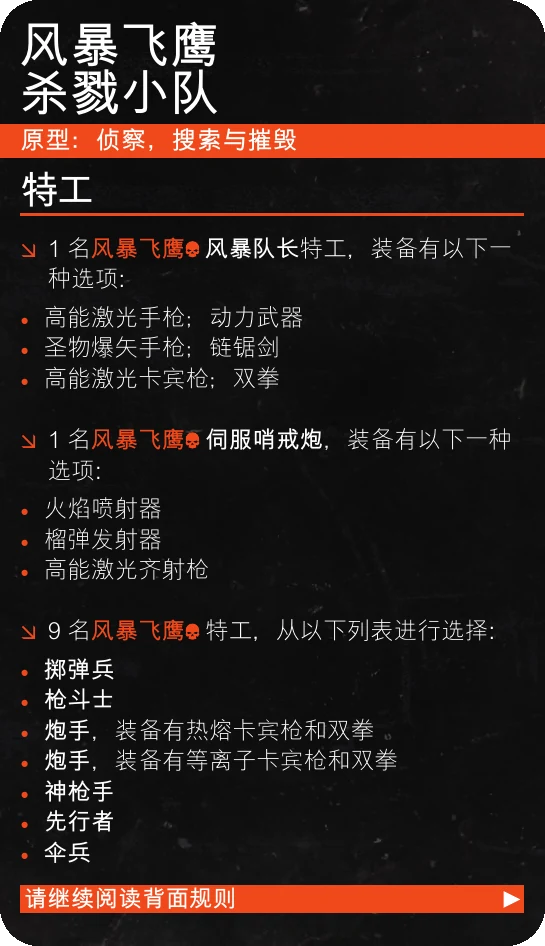 风暴飞鹰
杀戮小队
原型：侦察，搜索与摧毁
特工
1 名风暴飞鹰 风暴队长特工，装备有以下一
种选项：
高能激光手枪；动力武器
圣物爆矢手枪；链锯剑
高能激光卡宾枪；双拳
1 名风暴飞鹰 伺服哨戒炮，装备有以下一种
选项：
火焰喷射器
榴弹发射器
高能激光齐射枪
9 名风暴飞鹰 特工，从以下列表进行选择：
掷弹兵
枪斗士
炮手，装备有热熔卡宾枪和双拳
炮手，装备有等离子卡宾枪和双拳
神枪手
先行者
伞兵
请继续阅读背面规则